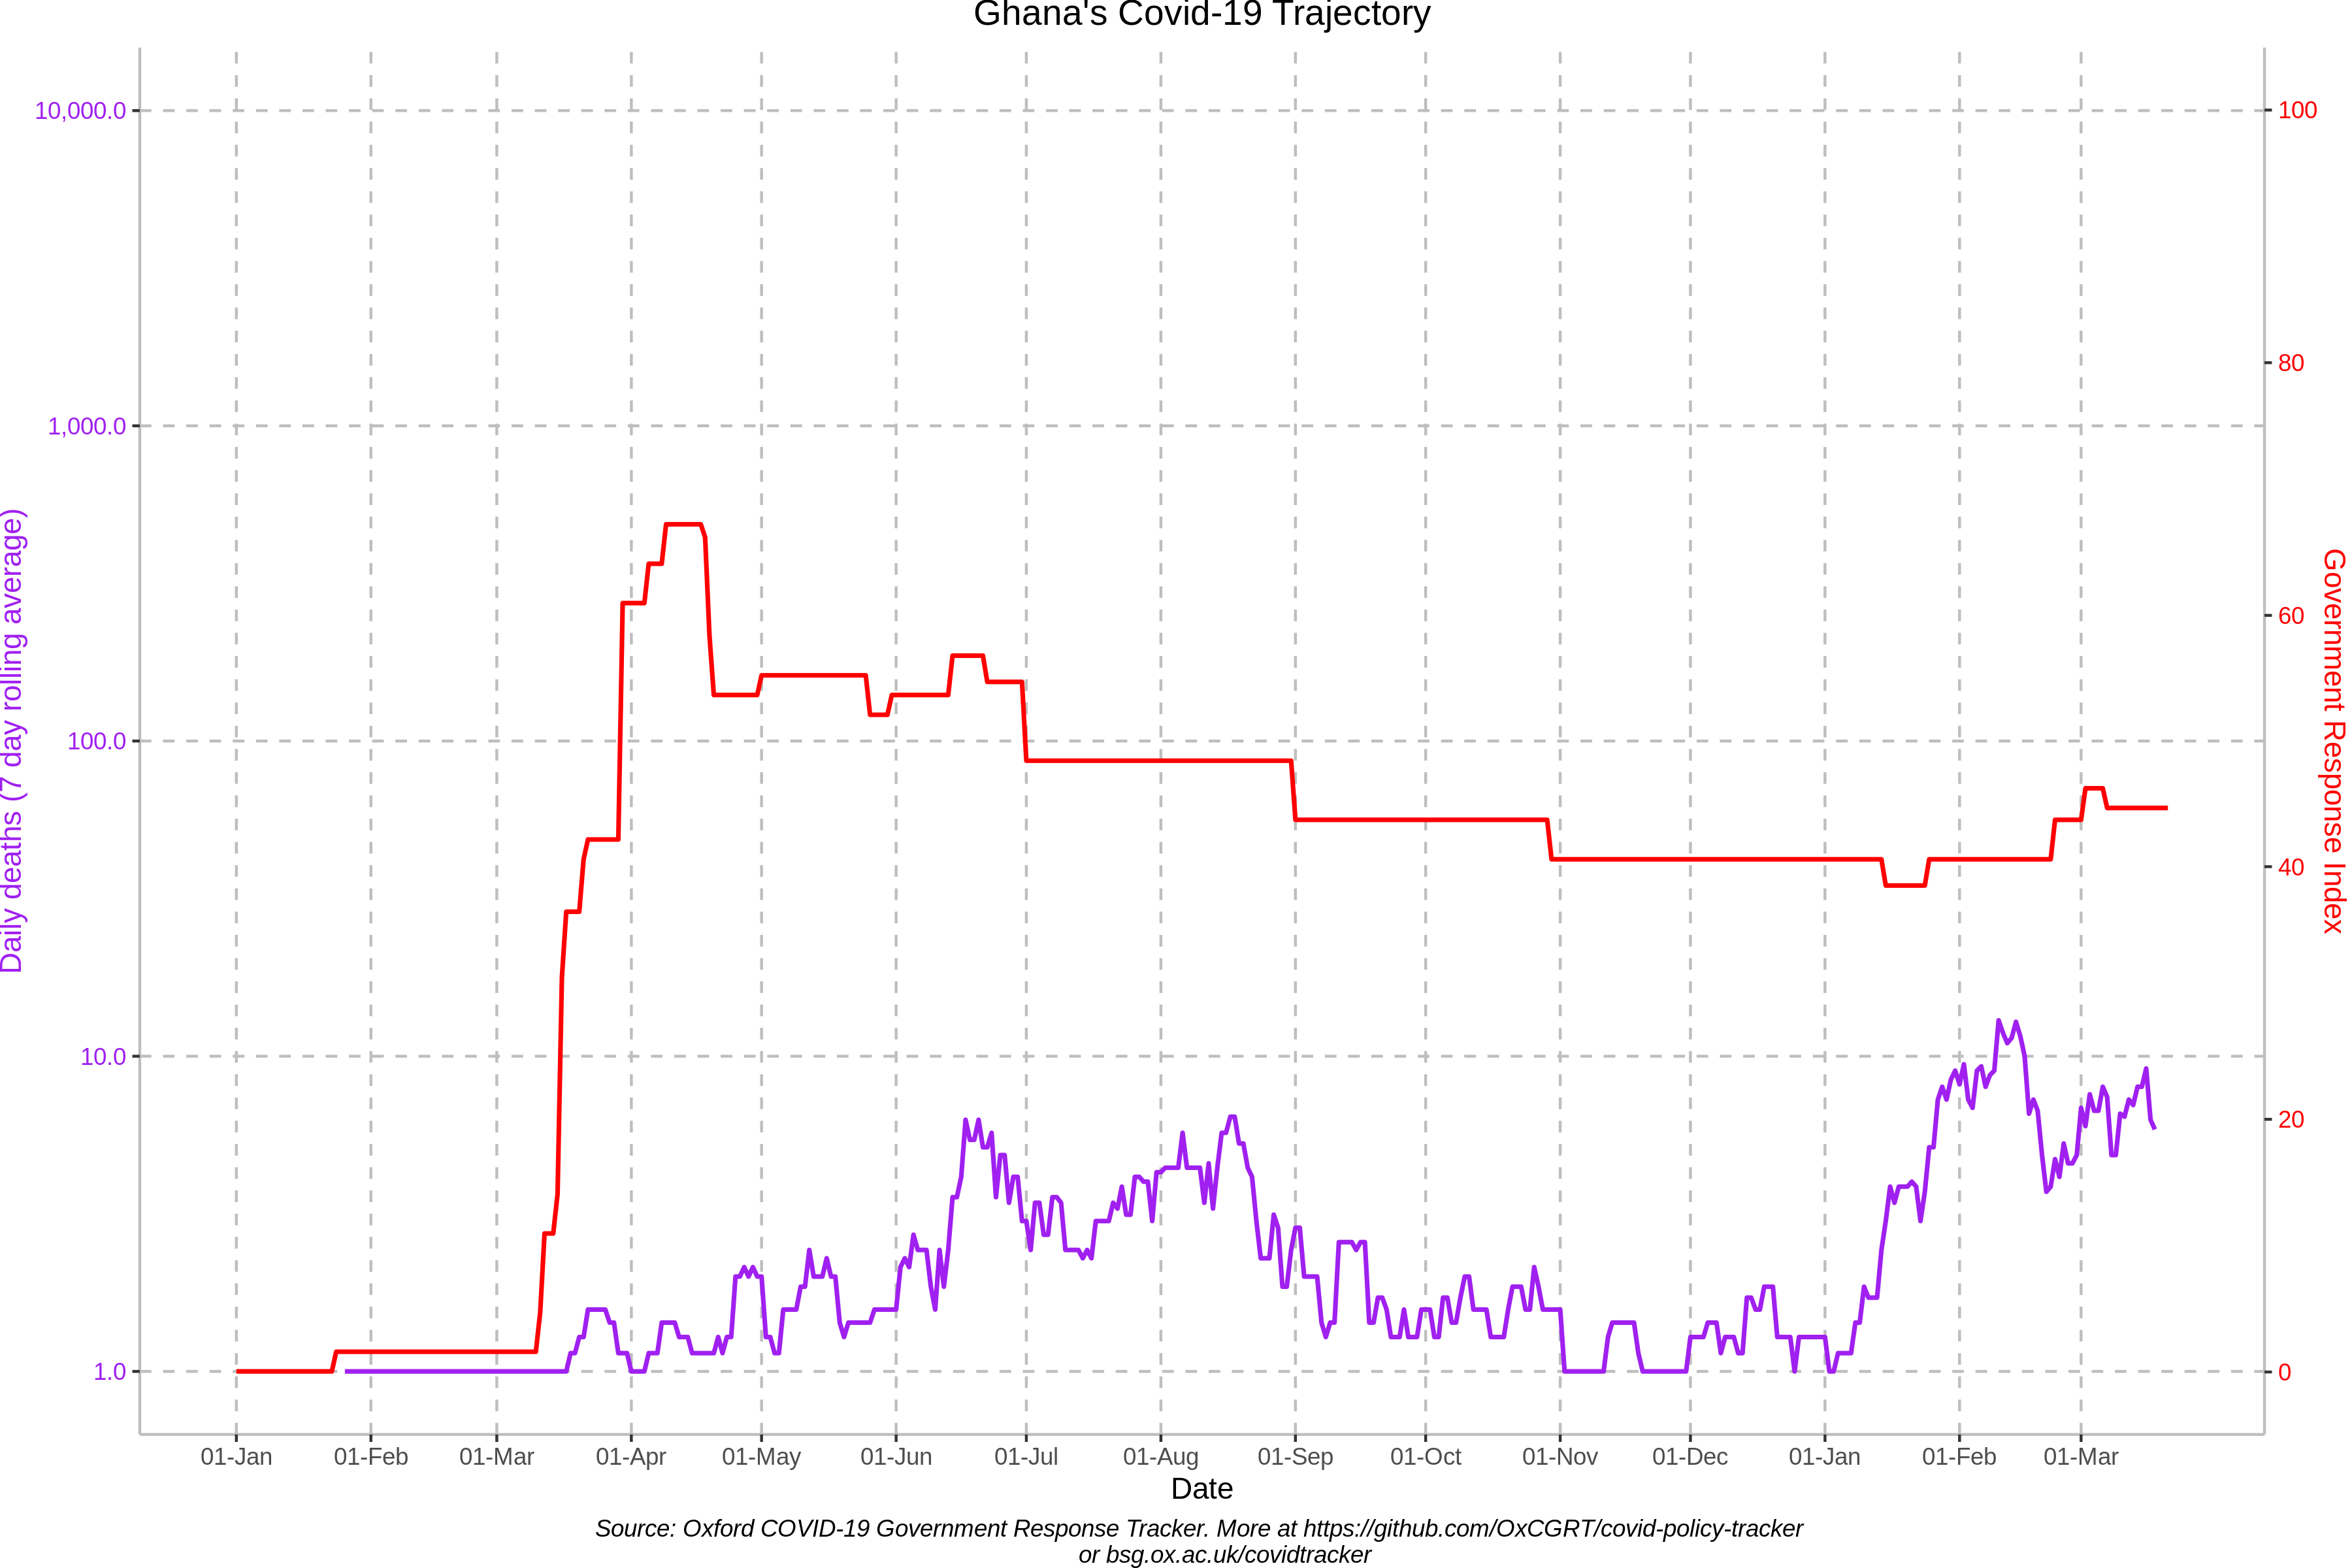 Ghana's Covid-19 Trajectory
10,000.0
1,000.0
100.0
10.0
1.0
Daily deaths (7 day rolling average)
100
80
60
40
20
0
Government Response Index
01-Jan 01-Feb 01-Mar 01-Apr 01-May 01-Jun 01-Jul 01-Aug 01-Sep 01-Oct 01-Nov 01-Dec 01-Jan 01-Feb 01-Mar
Date
Source: Oxford COVID-19 Government Response Tracker. More at https://github.com/OxCGRT/covid-policy-tracker
or bsg.ox.ac.uk/covidtracker